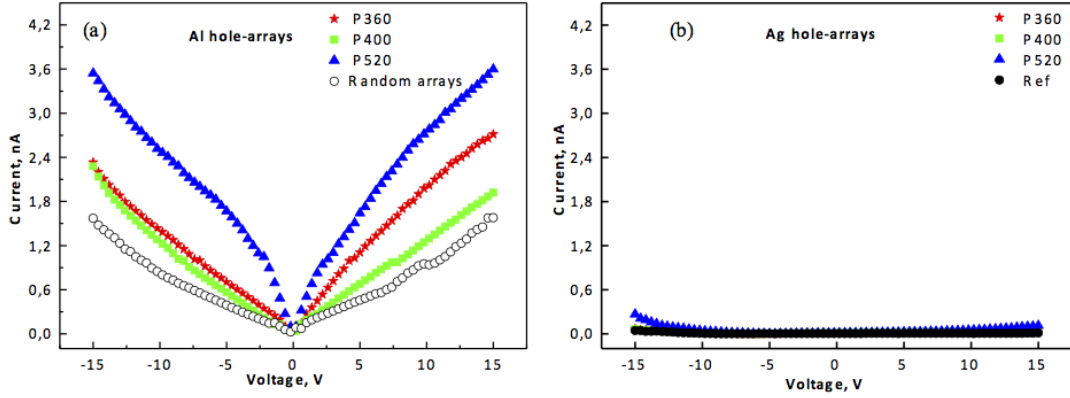 (a)
Al hole-arrays
P360
P400
P520
Random arrays
4,2
3,6
3,0
2,4
1,8
1,2
0,6
0,0
Current, nA
-15 -10 -5 0 5 10 15
Voltage, V
(b)
Ag hole-arrays
P360
P400
P520
Ref
4,2
3,6
3,0
2,4
1,8
1,2
0,6
0,0
Current, nA
-15 -10 -5 0 5 10 15
Voltage, V